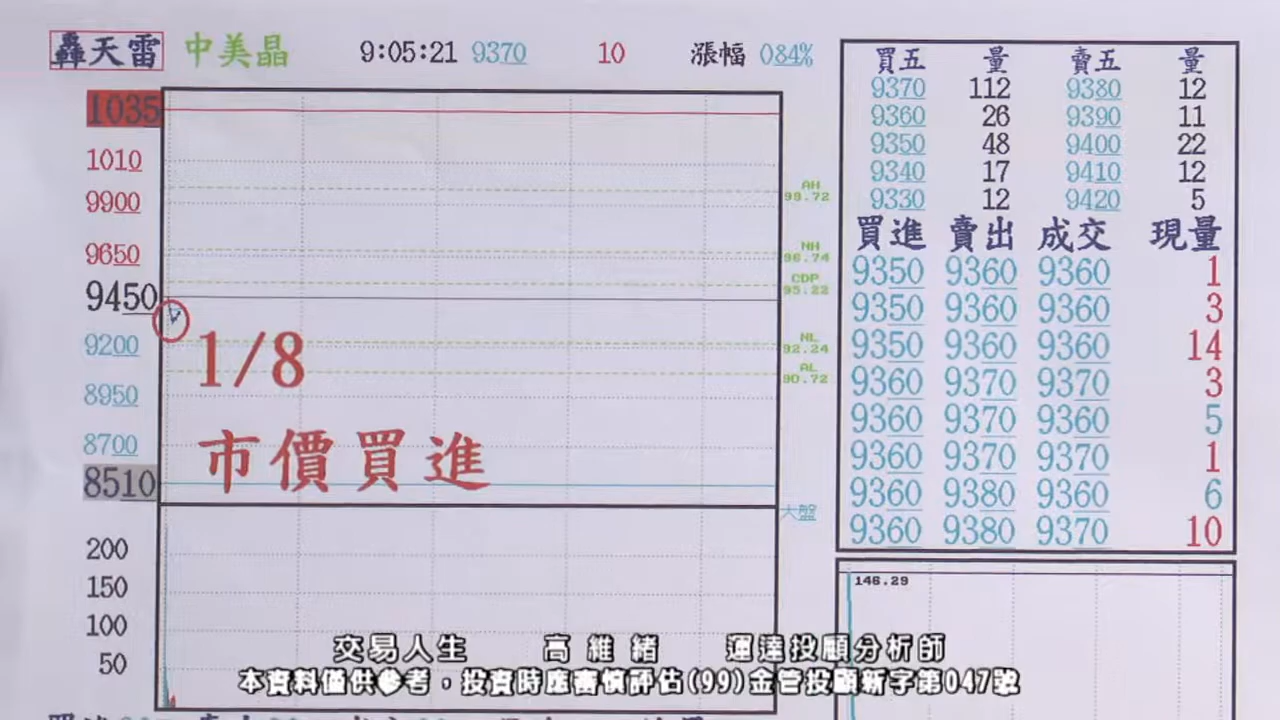 轟天雷 中美晶 9:05:21 9370 10 漲幅 084%
1035
1010
9900
9650
9450
9200
8950
8700
8510
200
150
100
50
AH
98.72
NH
96.74
CDP
95.22
NL
92.24
AL
90.72
大盤
1/8
市價買進
買五 量 賣五 量
9370 112 9380 12
9360 26 9390 11
9350 48 9400 22
9340 17 9410 12
9330 12 9420 5
買進 賣出 成交 現量
9350 9360 9360 1
9350 9360 9360 3
9350 9360 9360 14
9360 9370 9370 3
9360 9370 9360 5
9360 9370 9370 1
9360 9380 9360 6
9360 9380 9370 10
146.29
交易人生 高維緒 運達投顧分析師
本資料僅供參考，投資時應審慎評估(99)金管投顧新字第047號